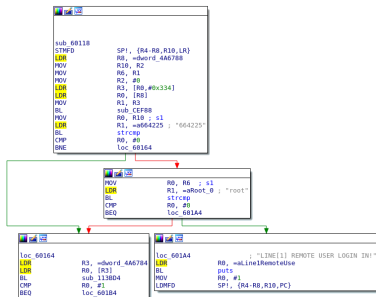 sub_60118
STMFD SP!, {R4-R8,R10,LR}
LDR R8, =dword_4A6788
MOV R10, R2
MOV R6, R1
MOV R2, #0
LDR R3, [R0,#0x334]
LDR R0, [R8]
MOV R1, R3
BL sub_CEF88
MOV R0, R10 ; s1
LDR R1, =a664225 ; "664225"
BL strcmp
CMP R0, #0
BNE loc_60164
MOV R0, R6 ; s1
LDR R1, =aRoot_0 ; "root"
BL strcmp
CMP R0, #0
BEQ loc_601A4
loc_60164
LDR R3, =dword_4A6784
LDR R0, [R3]
BL sub_113BD4
CMP R0, #1
BEQ loc_601B4
loc_601A4 ; "LINE[1] REMOTE USER LOGIN IN!"
LDR R0, =aLine1RemoteUse
BL puts
MOV R0, #1
LDMFD SP!, {R4-R8,R10,PC}